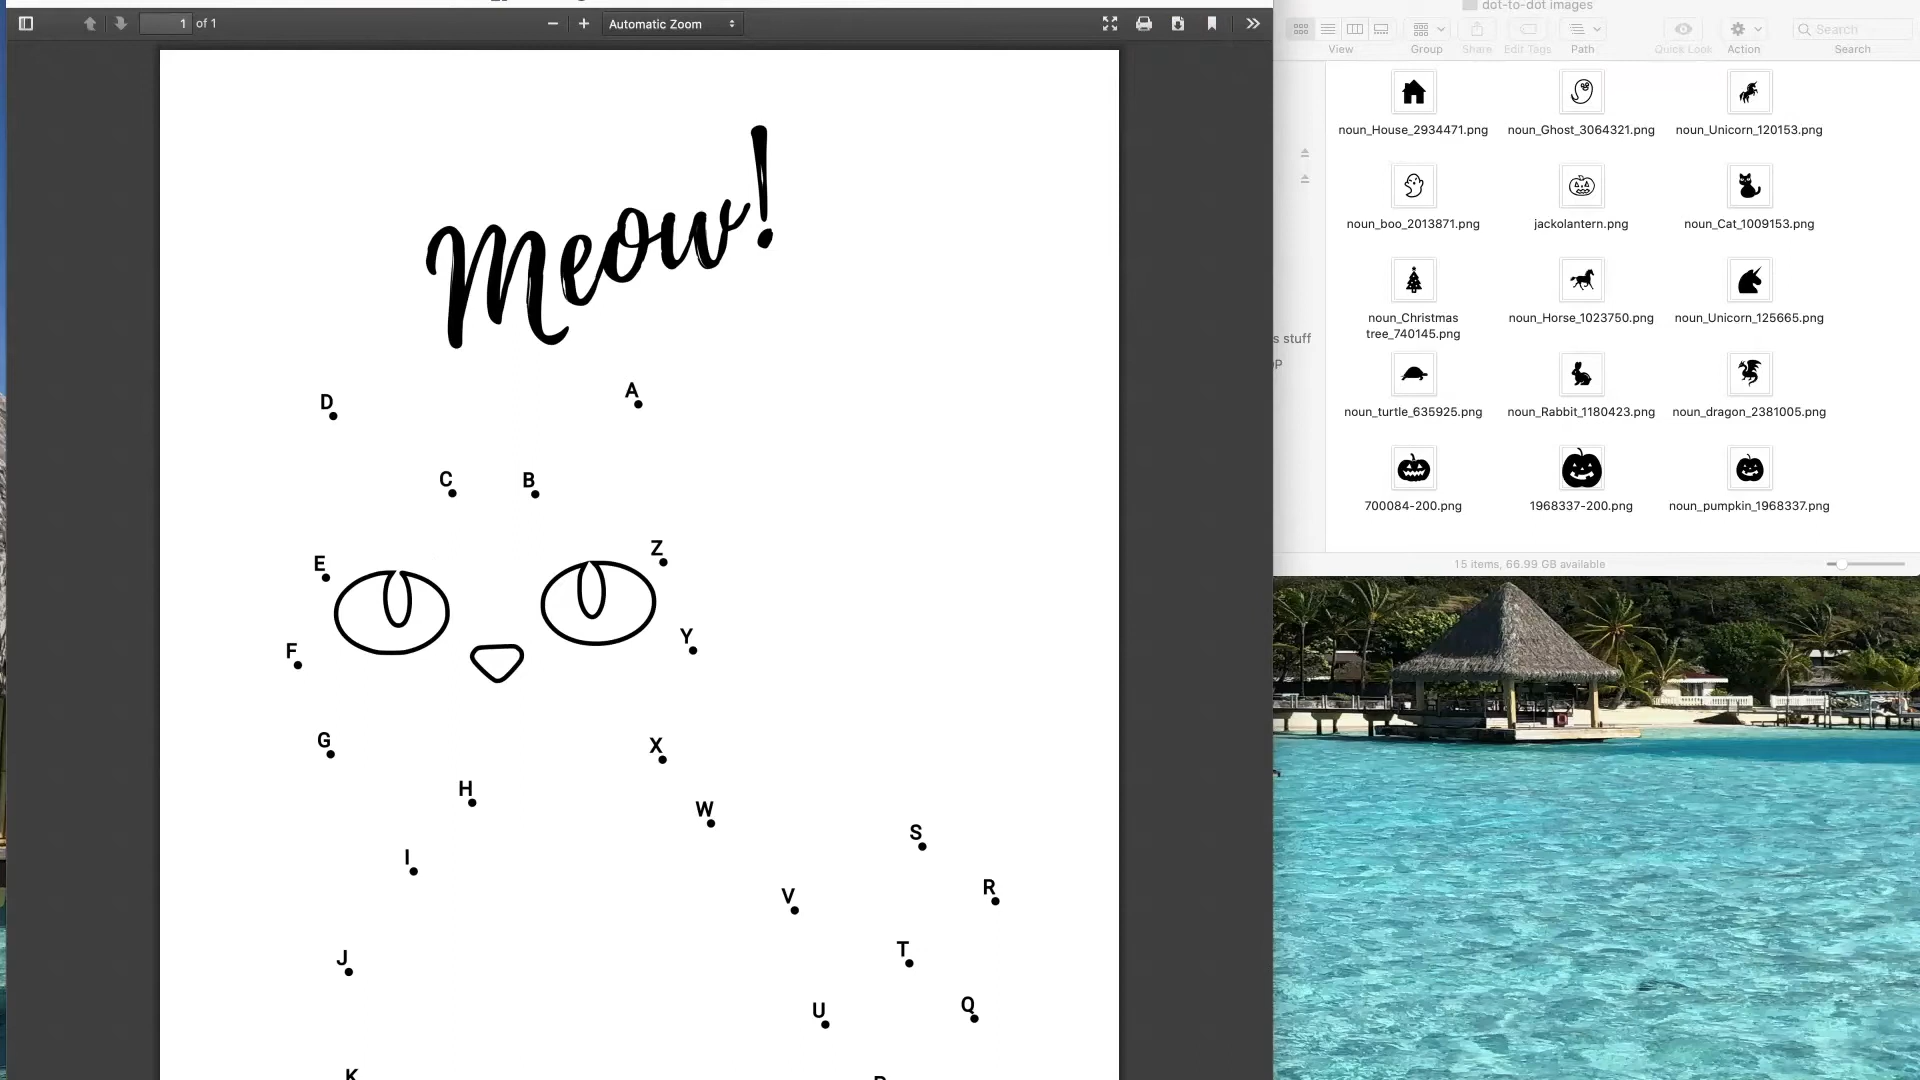 1 of 1
Automatic Zoom
Meow!
D
A
C
B
E
Z
F
Y
G
X
H
W
I
S
V
R
J
T
U
Q
K
dot-to-dot images
View
Group
Share
Edit Tags
Path
Quick Look
Action
Search
Search
noun_House_2934471.png
noun_Ghost_3064321.png
noun_Unicorn_120153.png
noun_boo_2013871.png
jackolantern.png
noun_Cat_1009153.png
noun_Christmas
tree_740145.png
noun_Horse_1023750.png
noun_Unicorn_125665.png
s stuff
noun_turtle_635925.png
noun_Rabbit_1180423.png
noun_dragon_2381005.png
700084-200.png
1968337-200.png
noun_pumpkin_1968337.png
15 items, 66.99 GB available